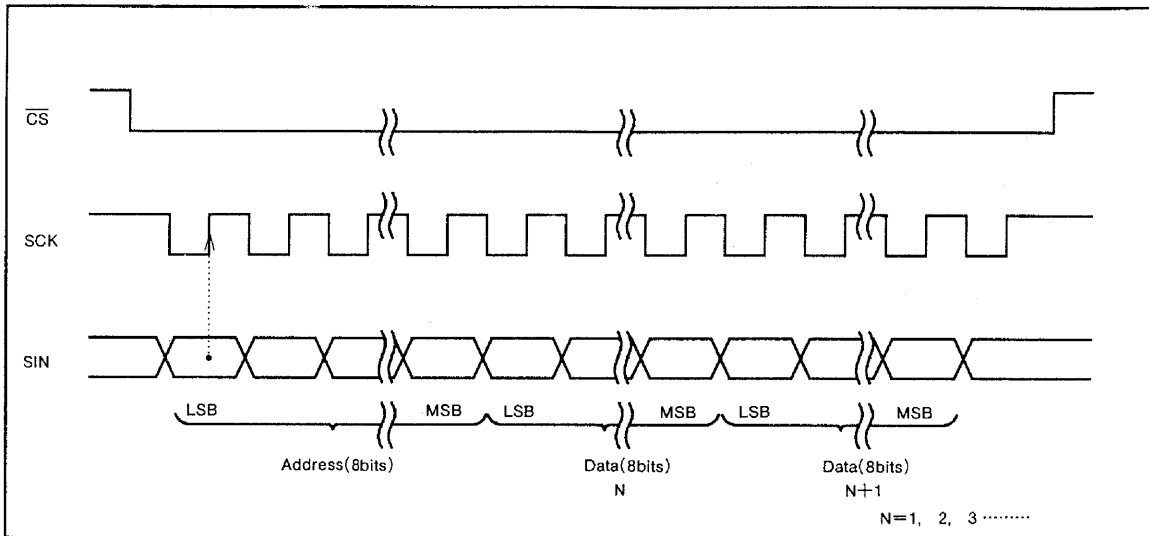 CS
SCK
SIN
LSB MSB LSB MSB LSB MSB
Address(8bits) Data(8bits) Data(8bits)
N N+1
N=1, 2, 3 ·········